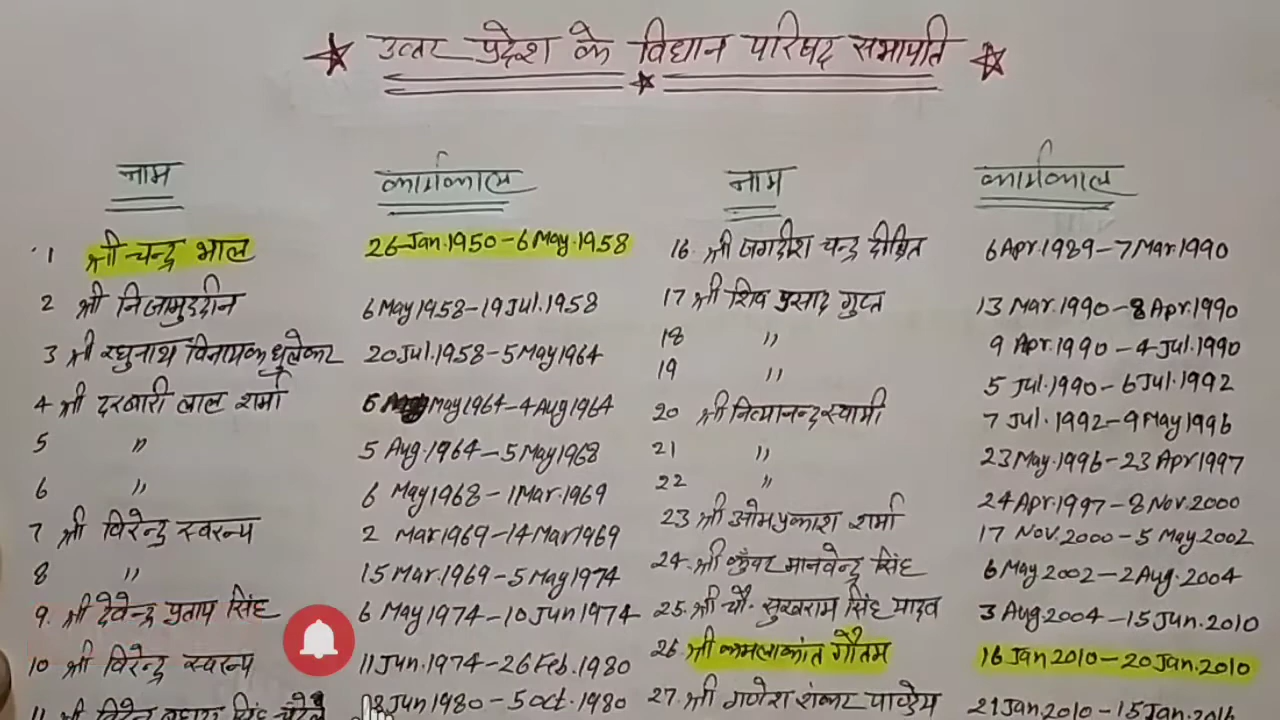 उत्तर प्रदेश के विधान परिषद सभापति
नाम कार्यकाल
1 श्री चन्द्र भाल 26 Jan.1950-6 May.1958
2 श्री निजामुद्दीन 6 May 1958-19 Jul.1958
3 श्री रघुनाथ विनायक धुलेकर 20 Jul.1958-5 May 1964
4 श्री दरबारी लाल शर्मा 6 May 1964-4 Aug 1964
5 " 5 Aug.1964-5 May 1968
6 " 6 May 1968-1 Mar.1969
7 श्री विरेन्द्र स्वरूप 2 Mar 1969-14 Mar 1969
8 " 15 Mar.1969-5 May 1974
9. श्री देवेन्द्र प्रताप सिंह 6 May 1974-10 Jun 1974
10 श्री विरेन्द्र स्वरूप 11 Jun.1974-26 Feb.1980
11 श्री विरेन्द्र बहादुर सिंह चंदेल Jun 1980-5 oct.1980
नाम कार्यकाल
16. श्री जगदीश चन्द्र दीक्षित 6 Apr.1989-7 Mar.1990
17 श्री शिव प्रसाद गुप्त 13 Mar.1990-8 Apr.1990
18 " 9 Apr.1990-4 Jul.1990
19 " 5 Jul.1990-6 Jul.1992
20 श्री नित्यानन्द स्वामी 7 Jul.1992-9 May 1996
21 " 23 May.1996-23 Apr 1997
22 " 24 Apr.1997-8 Nov.2000
23 श्री ओमप्रकाश शर्मा 17 Nov.2000-5 May 2002
24. श्री कुँवर मानवेन्द्र सिंह 6 May 2002-2 Aug.2004
25. श्री चौ. सुखराम सिंह यादव 3 Aug 2004-15 Jun.2010
26 श्री कमलाकांत गौतम 16 Jan 2010-20 Jan.2010
27. श्री गणेश शंकर पाण्डेय 21 Jan.2010-15 Jan.2016